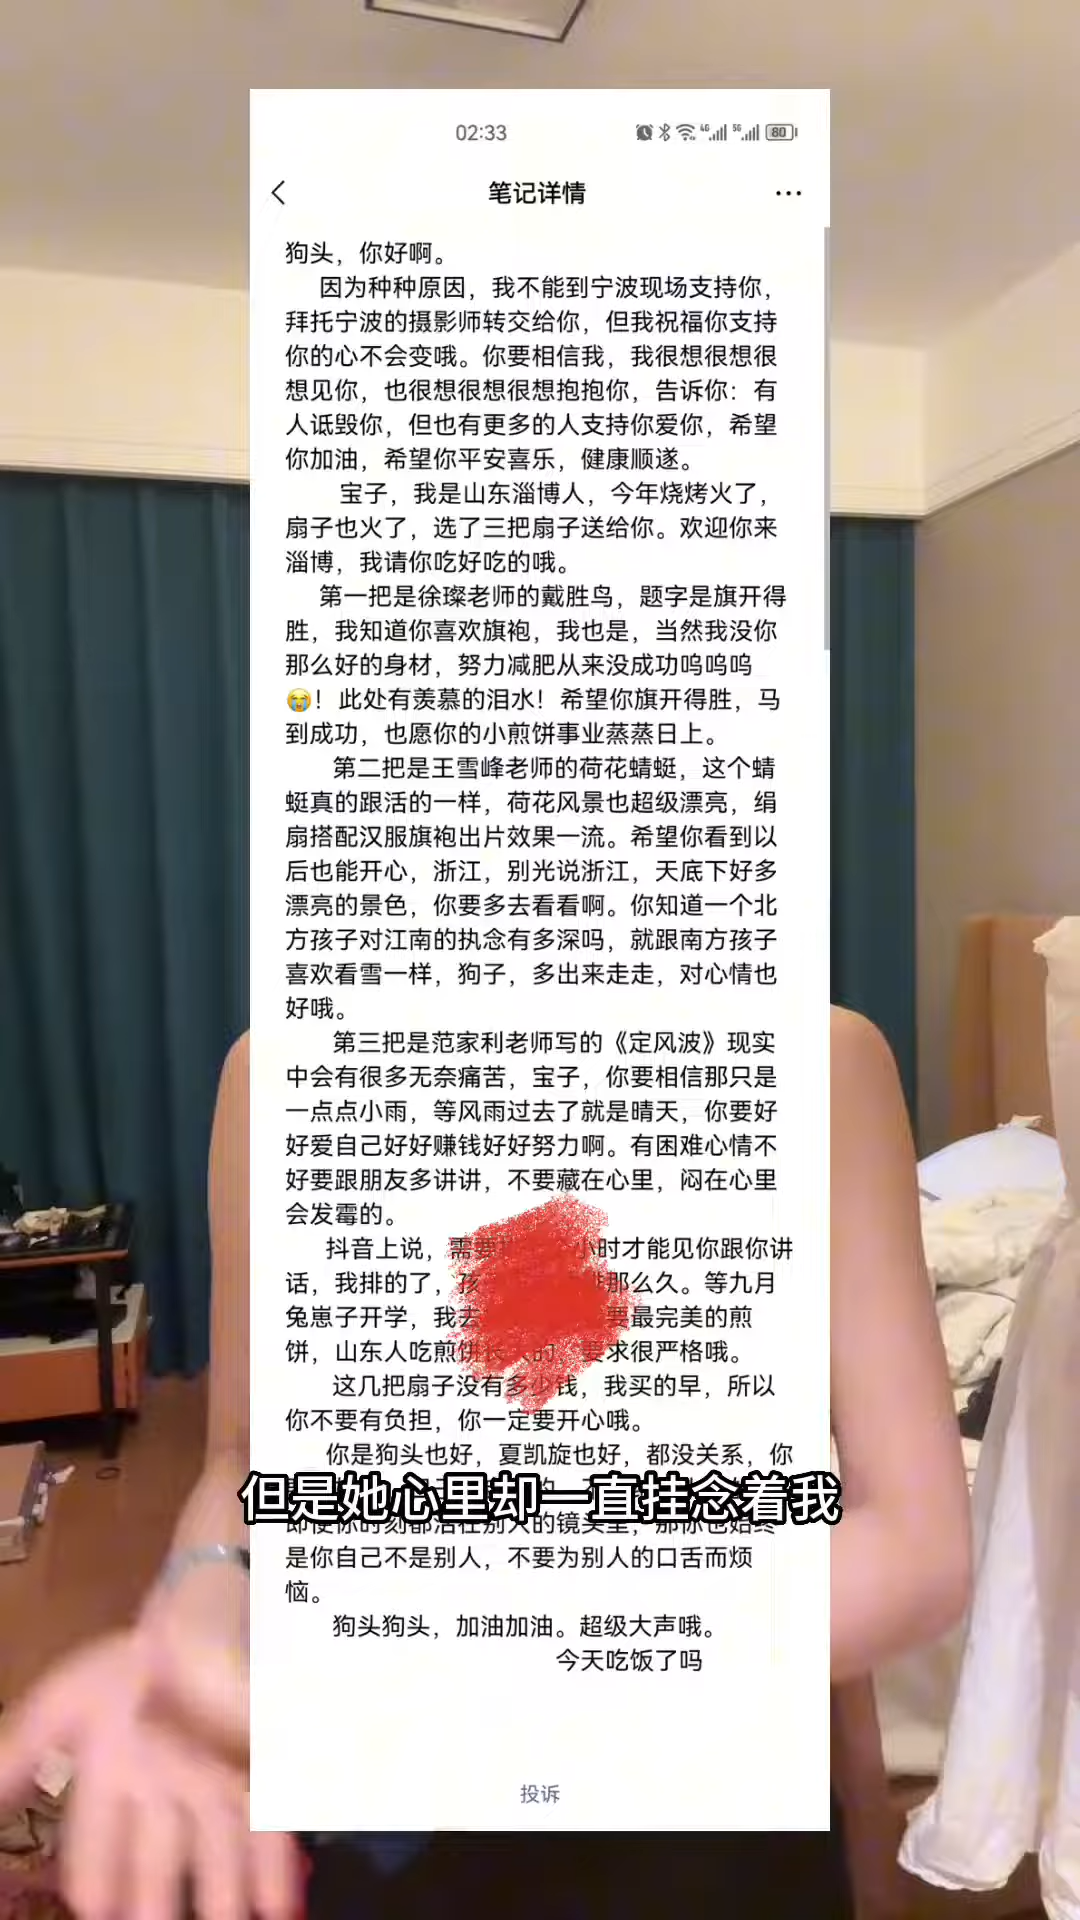 02:33
4G 5G 80
笔记详情
狗头，你好啊。
因为种种原因，我不能到宁波现场支持你，
拜托宁波的摄影师转交给你，但我祝福你支持
你的心不会变哦。你要相信我，我很想很想很
想见你，也很想很想很想抱抱你，告诉你：有
人诋毁你，但也有更多的人支持你爱你，希望
你加油，希望你平安喜乐，健康顺遂。
宝子，我是山东淄博人，今年烧烤火了，
扇子也火了，选了三把扇子送给你。欢迎你来
淄博，我请你吃好吃的哦。
第一把是徐璨老师的戴胜鸟，题字是旗开得
胜，我知道你喜欢旗袍，我也是，当然我没你
那么好的身材，努力减肥从来没成功呜呜呜
😭！此处有羡慕的泪水！希望你旗开得胜，马
到成功，也愿你的小煎饼事业蒸蒸日上。
第二把是王雪峰老师的荷花蜻蜓，这个蜻
蜓真的跟活的一样，荷花风景也超级漂亮，绢
扇搭配汉服旗袍出片效果一流。希望你看到以
后也能开心，浙江，别光说浙江，天底下好多
漂亮的景色，你要多去看看啊。你知道一个北
方孩子对江南的执念有多深吗，就跟南方孩子
喜欢看雪一样，狗子，多出来走走，对心情也
好哦。
第三把是范家利老师写的《定风波》现实
中会有很多无奈痛苦，宝子，你要相信那只是
一点点小雨，等风雨过去了就是晴天，你要好
好爱自己好好赚钱好好努力啊。有困难心情不
好要跟朋友多讲讲，不要藏在心里，闷在心里
会发霉的。
抖音上说，需要 小时才能见你跟你讲
话，我排的了，孩 那么久。等九月
兔崽子开学，我去 要最完美的煎
饼，山东人吃煎饼长大的，要求很严格哦。
这几把扇子没有多少钱，我买的早，所以
你不要有负担，你一定要开心哦。
你是狗头也好，夏凯旋也好，都没关系，你
但是她心里却一直挂念着我
即使你时刻都活在别人的镜头里，那你也始终
是你自己不是别人，不要为别人的口舌而烦
恼。
狗头狗头，加油加油。超级大声哦。
今天吃饭了吗
投诉